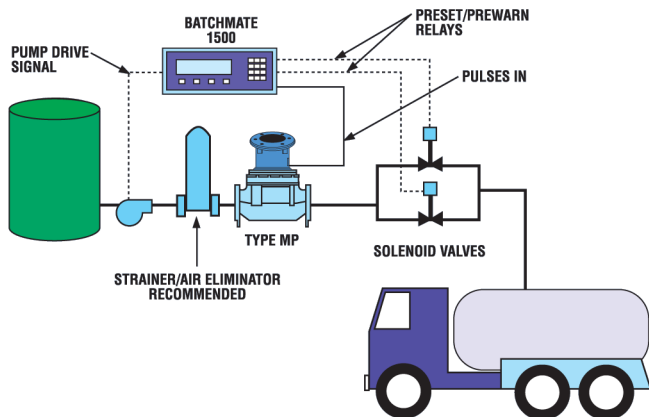 BATCHMATE
1500
PRESET/PREWARN
RELAYS
PUMP DRIVE
SIGNAL
PULSES IN
TYPE MP
SOLENOID VALVES
STRAINER/AIR ELIMINATOR
RECOMMENDED